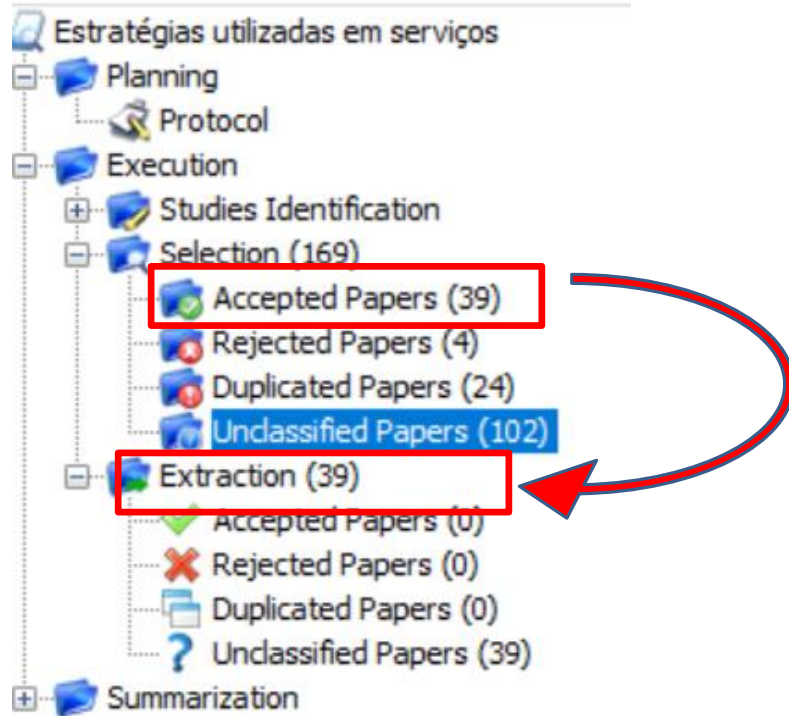 Estratégias utilizadas em serviços
Planning
Protocol
Execution
Studies Identification
Selection (169)
Accepted Papers (39)
Rejected Papers (4)
Duplicated Papers (24)
Unclassified Papers (102)
Extraction (39)
Accepted Papers (0)
Rejected Papers (0)
Duplicated Papers (0)
Unclassified Papers (39)
Summarization